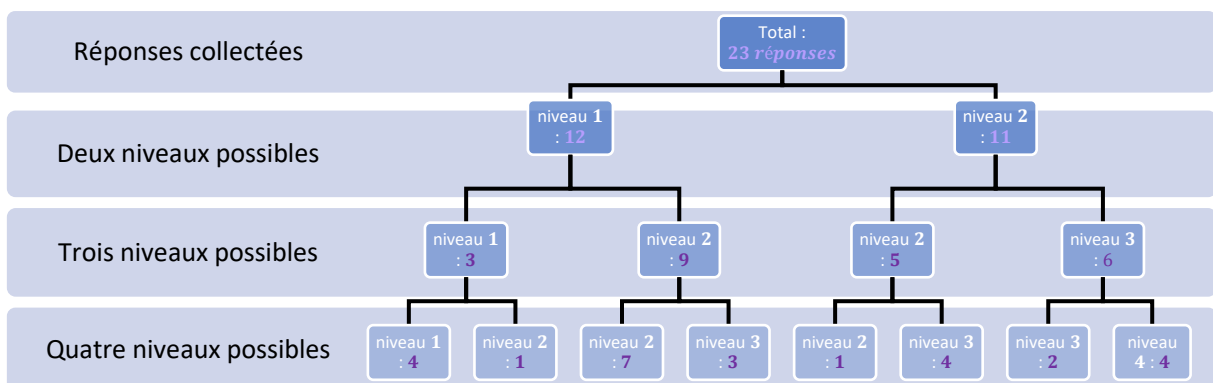 Réponses collectées
Total :
23 réponses
Deux niveaux possibles
niveau 1
: 12
niveau 2
: 11
Trois niveaux possibles
niveau 1
: 3
niveau 2
: 9
niveau 2
: 5
niveau 3
: 6
Quatre niveaux possibles
niveau 1
: 4
niveau 2
: 1
niveau 2
: 7
niveau 3
: 3
niveau 2
: 1
niveau 3
: 4
niveau 3
: 2
niveau
4 : 4